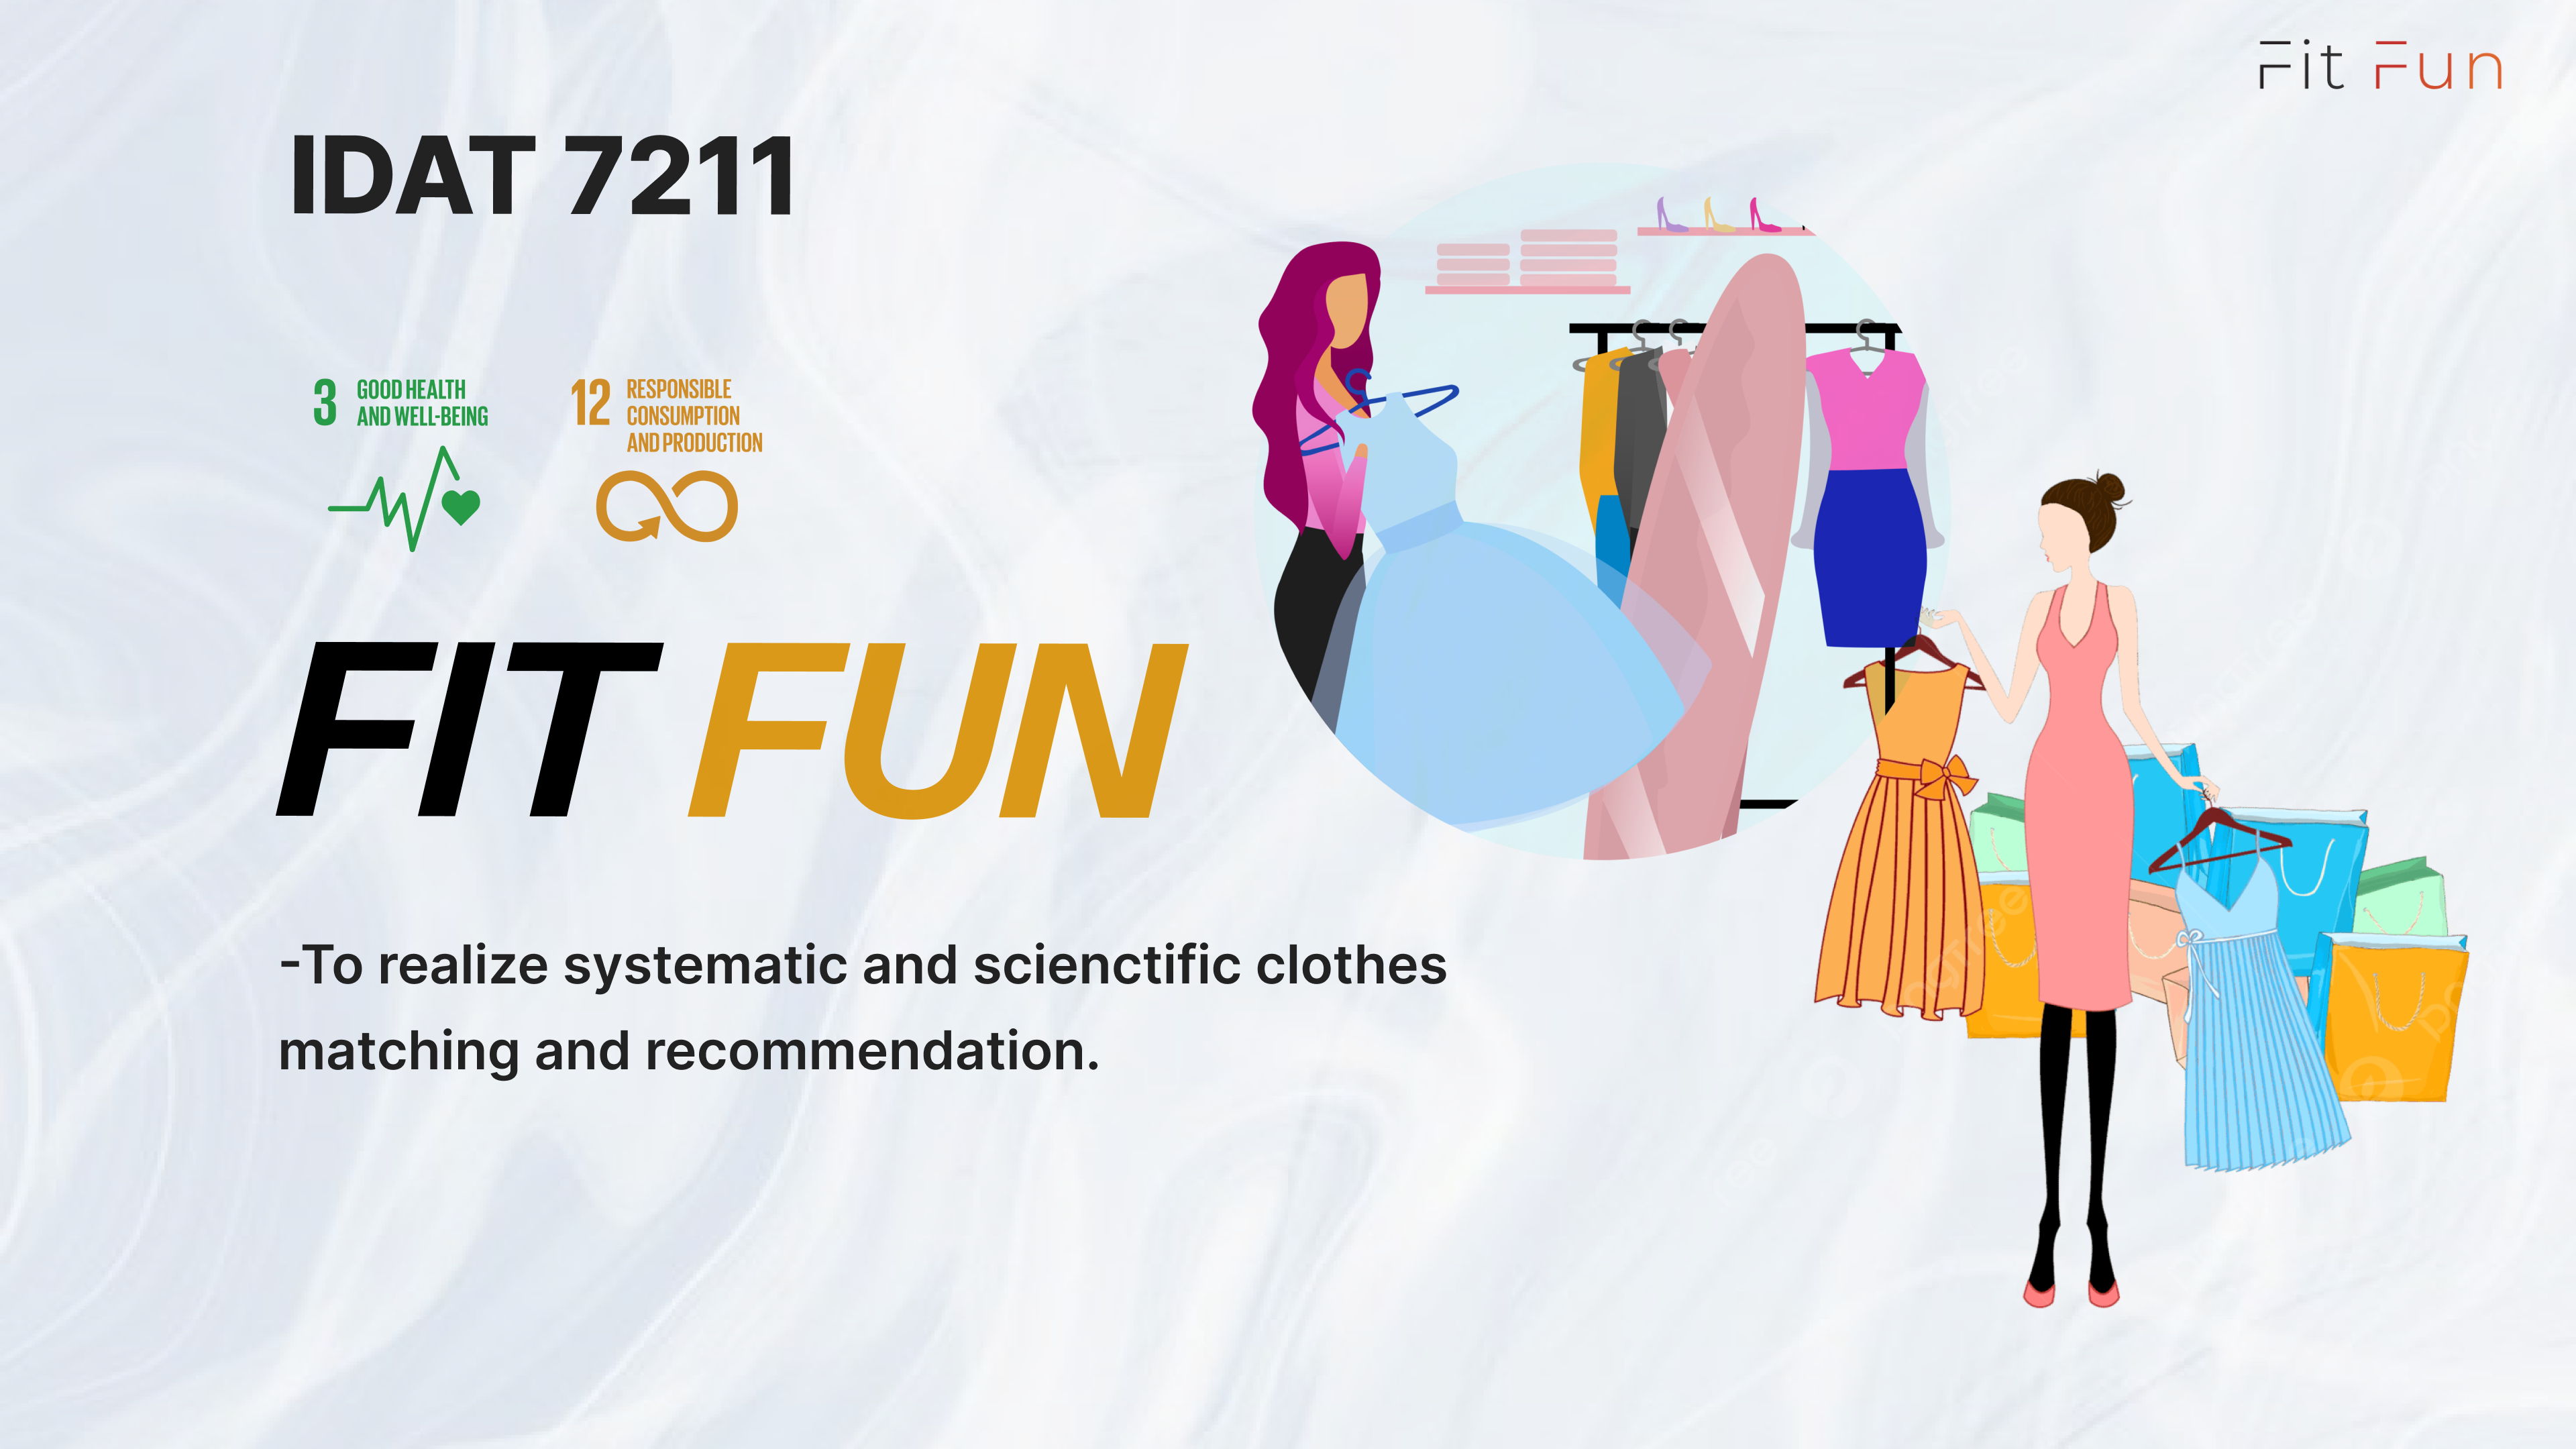 Fit Fun
IDAT 7211
3 GOOD HEALTH
AND WELL-BEING
12 RESPONSIBLE
CONSUMPTION
AND PRODUCTION
FIT FUN
-To realize systematic and scienctific clothes
matching and recommendation.